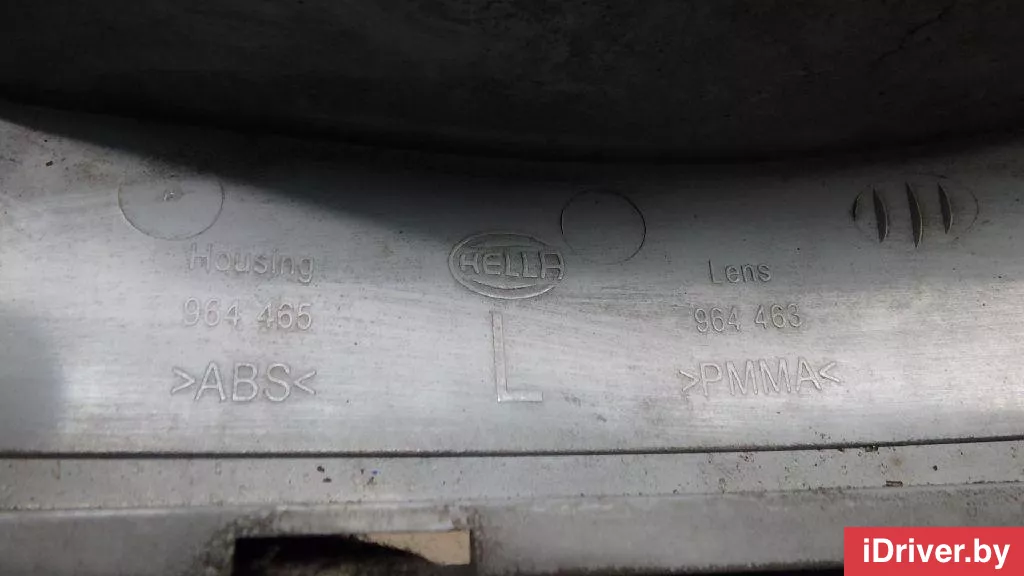 HELLA
Housing
964 465
>ABS<
L
Lens
964 463
>PMMA<
iDriver.by